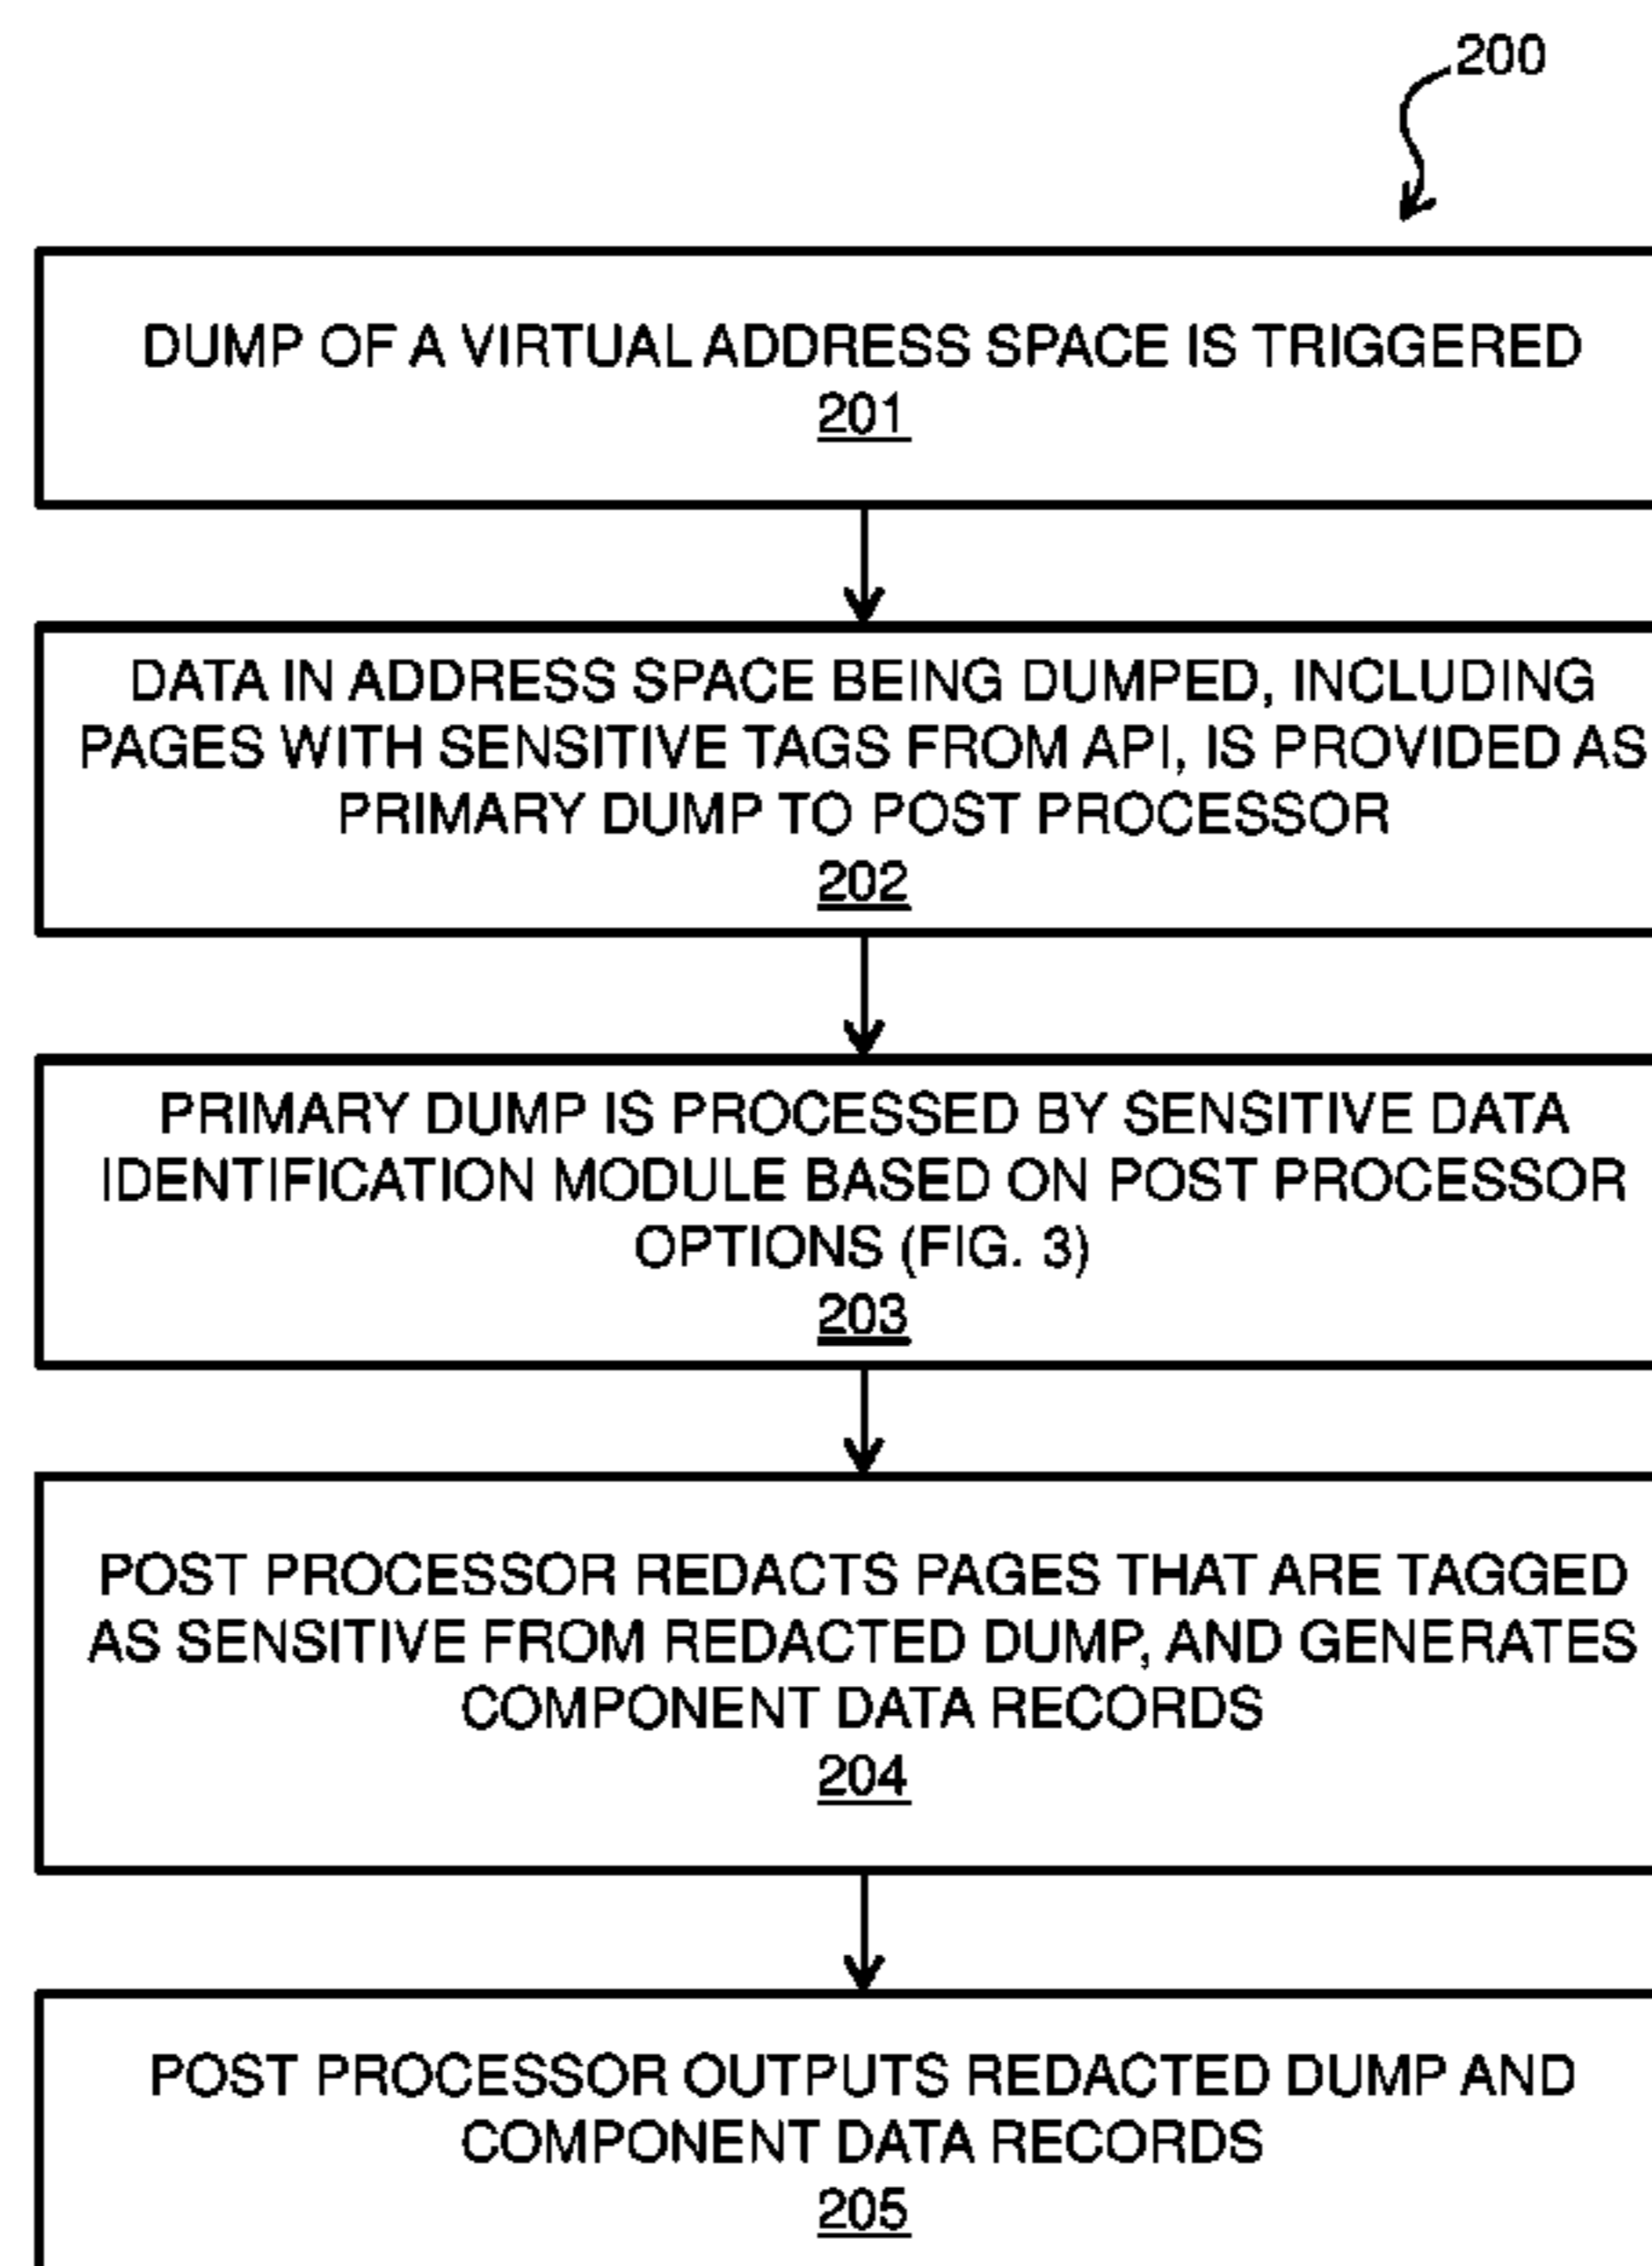 200
DUMP OF A VIRTUAL ADDRESS SPACE IS TRIGGERED
201
DATA IN ADDRESS SPACE BEING DUMPED, INCLUDING
PAGES WITH SENSITIVE TAGS FROM API, IS PROVIDED AS
PRIMARY DUMP TO POST PROCESSOR
202
PRIMARY DUMP IS PROCESSED BY SENSITIVE DATA
IDENTIFICATION MODULE BASED ON POST PROCESSOR
OPTIONS (FIG. 3)
203
POST PROCESSOR REDACTS PAGES THAT ARE TAGGED
AS SENSITIVE FROM REDACTED DUMP, AND GENERATES
COMPONENT DATA RECORDS
204
POST PROCESSOR OUTPUTS REDACTED DUMP AND
COMPONENT DATA RECORDS
205